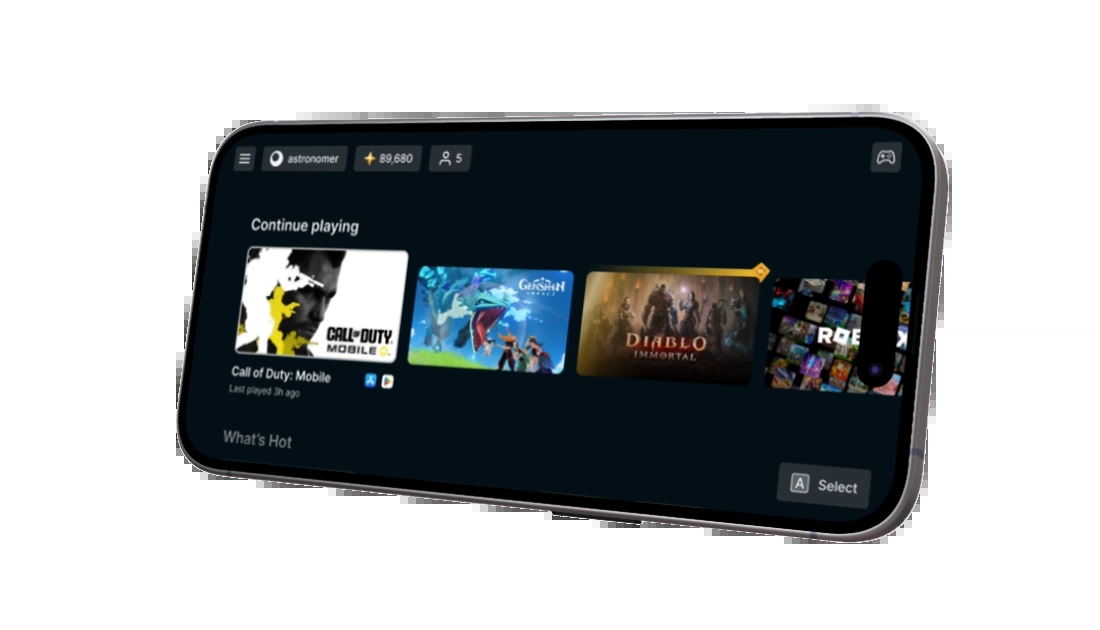 astronomer
89,680
5
Continue playing
CALL OF DUTY
MOBILE
GENSHIN
IMPACT
DIABLO
IMMORTAL
Call of Duty: Mobile
Last played 3h ago
What's Hot
A Select